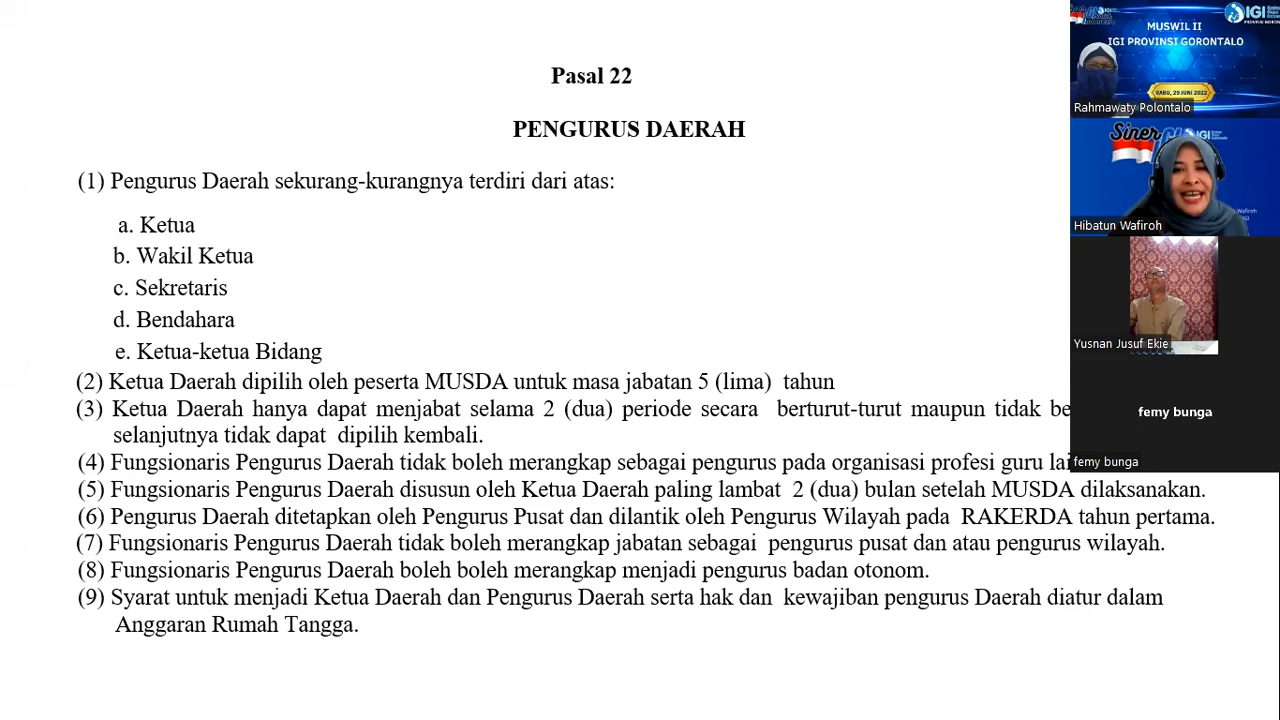 Pasal 22
PENGURUS DAERAH
(1) Pengurus Daerah sekurang-kurangnya terdiri dari atas:
a. Ketua
b. Wakil Ketua
c. Sekretaris
d. Bendahara
e. Ketua-ketua Bidang
(2) Ketua Daerah dipilih oleh peserta MUSDA untuk masa jabatan 5 (lima) tahun
(3) Ketua Daerah hanya dapat menjabat selama 2 (dua) periode secara berturut-turut maupun tidak be
selanjutnya tidak dapat dipilih kembali.
(4) Fungsionaris Pengurus Daerah tidak boleh merangkap sebagai pengurus pada organisasi profesi guru lai
(5) Fungsionaris Pengurus Daerah disusun oleh Ketua Daerah paling lambat 2 (dua) bulan setelah MUSDA dilaksanakan.
(6) Pengurus Daerah ditetapkan oleh Pengurus Pusat dan dilantik oleh Pengurus Wilayah pada RAKERDA tahun pertama.
(7) Fungsionaris Pengurus Daerah tidak boleh merangkap jabatan sebagai pengurus pusat dan atau pengurus wilayah.
(8) Fungsionaris Pengurus Daerah boleh boleh merangkap menjadi pengurus badan otonom.
(9) Syarat untuk menjadi Ketua Daerah dan Pengurus Daerah serta hak dan kewajiban pengurus Daerah diatur dalam
Anggaran Rumah Tangga.
IGI
MUSWIL II
IGI PROVINSI GORONTALO
RABU, 29 JUNI 2022
Rahmawaty Polontalo
SinerGI
IGI
Wafiroh
Hibatun Wafiroh
Yusnan Jusuf Ekie
femy bunga
femy bunga